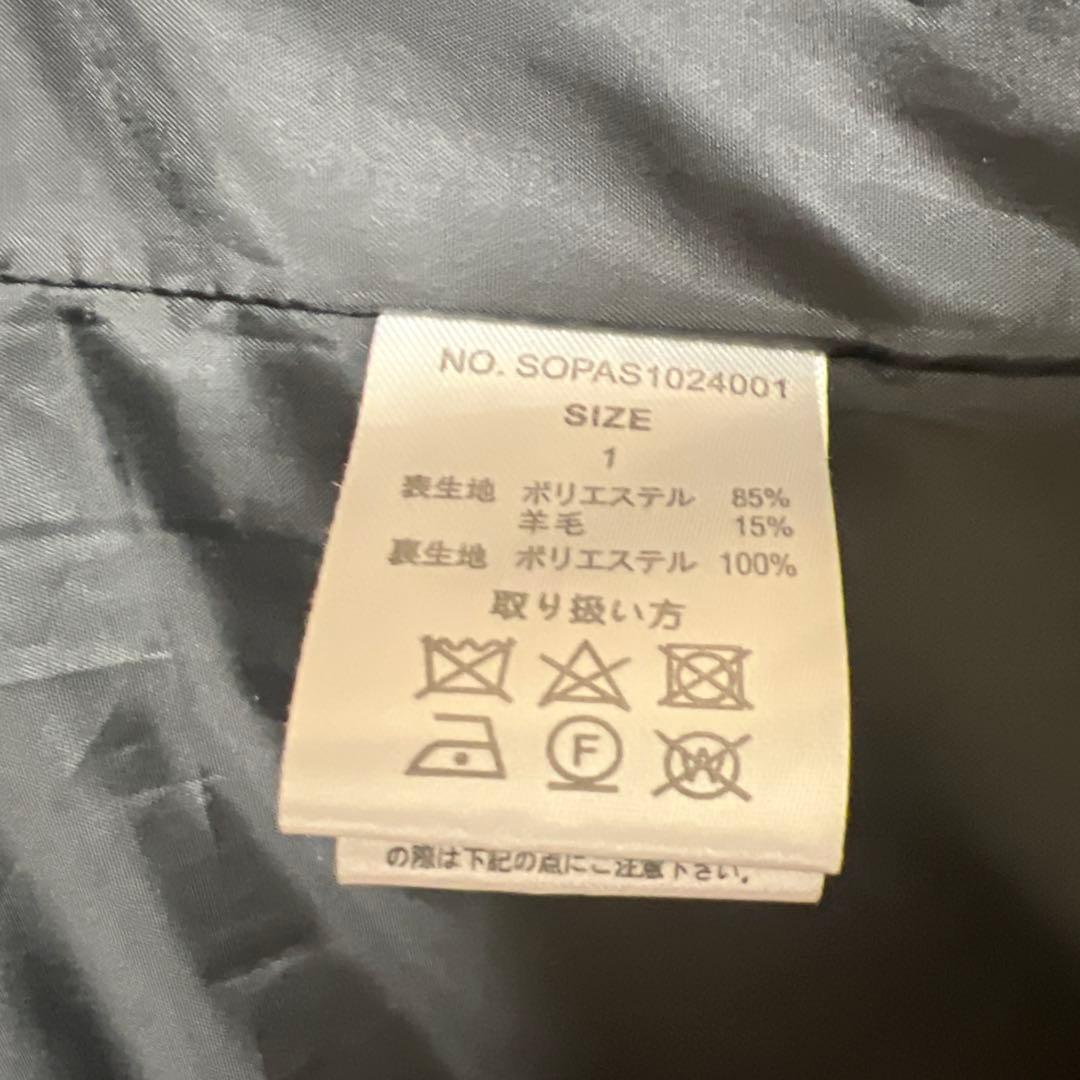 NO. SOPAS1024001
SIZE
1
表生地 ポリエステル 85%
羊毛 15%
裏生地 ポリエステル 100%
取り扱い方
F
W
の際は下記の点にご注意下さい。